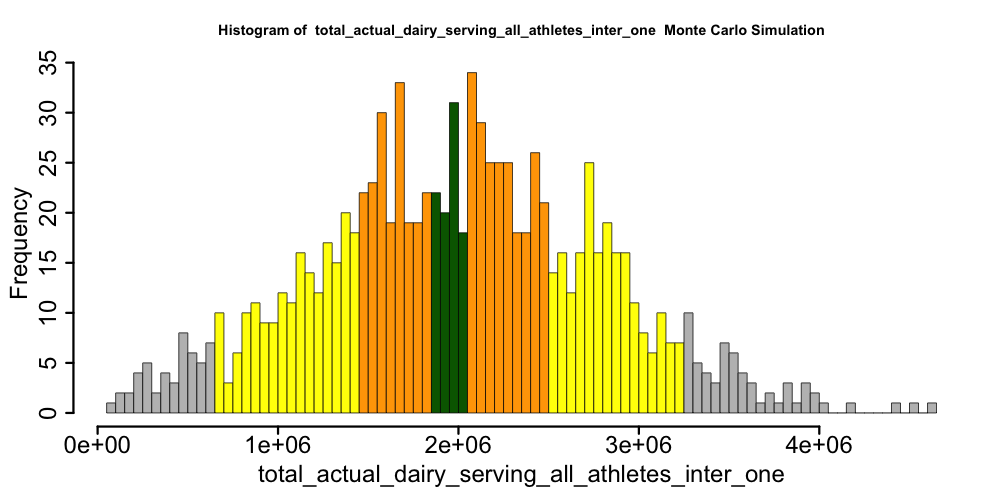 Histogram of  total_actual_dairy_serving_all_athletes_inter_one  Monte Carlo Simulation
35
30
25
20
15
10
5
0
Frequency
0e+00 1e+06 2e+06 3e+06 4e+06
total_actual_dairy_serving_all_athletes_inter_one